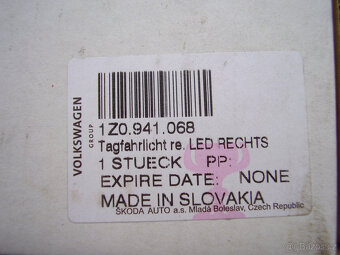 VOLKSWAGEN
GROUP
1Z0.941.068
Tagfahrlicht re. LED RECHTS
1 STUECK PP:
EXPIRE DATE: NONE
MADE IN SLOVAKIA
ŠKODA AUTO a.s. Mladá Boleslav, Czech Republic